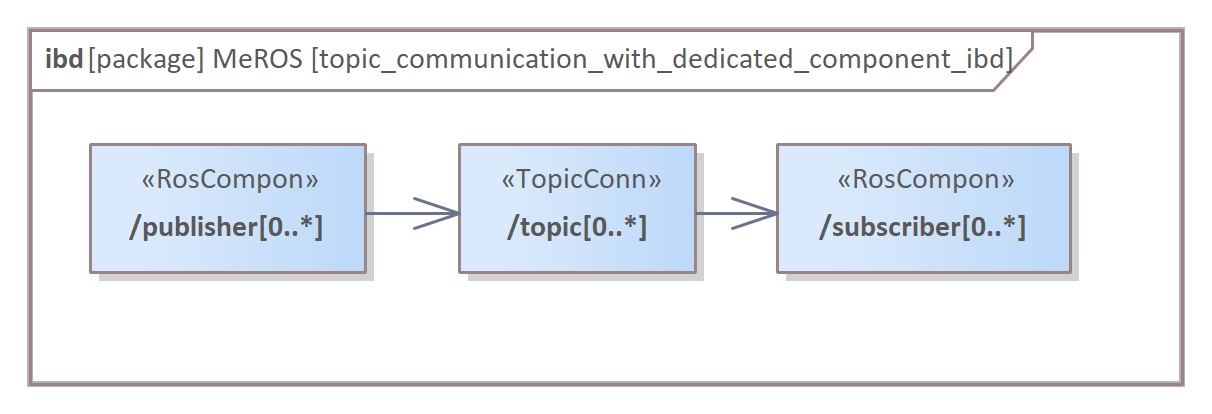 ibd [package] MeROS [topic_communication_with_dedicated_component_ibd]
«RosCompon»
/publisher[0..*]
«TopicConn»
/topic[0..*]
«RosCompon»
/subscriber[0..*]